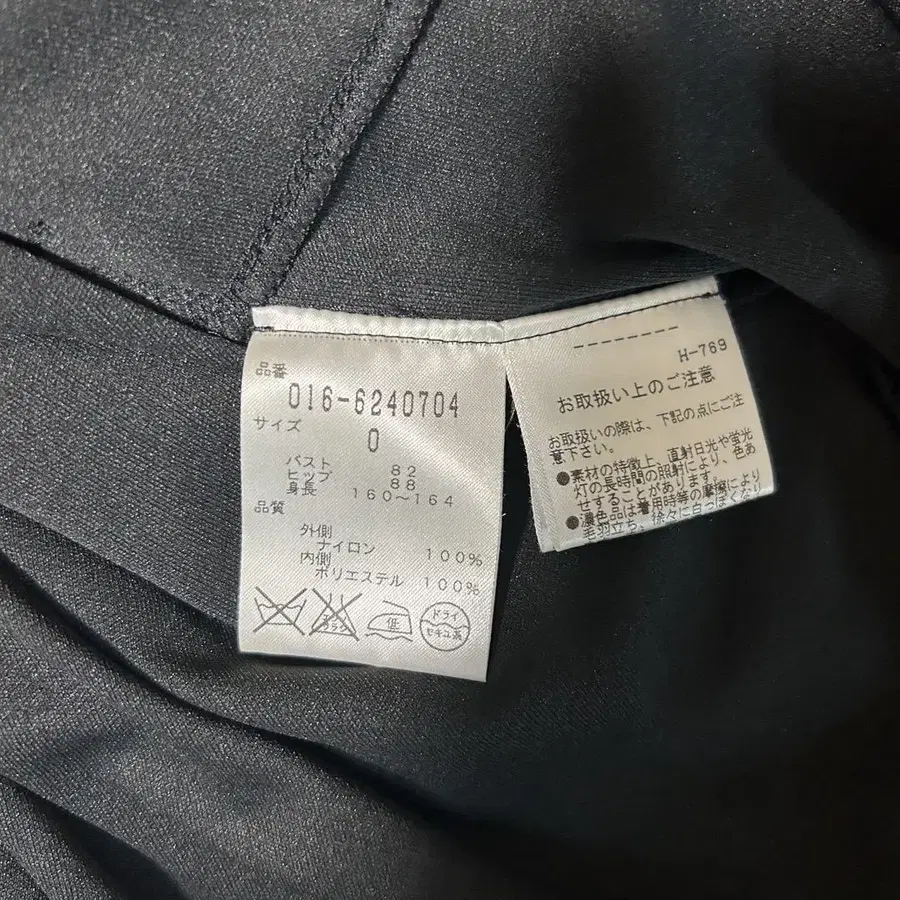 品番
016-6240704
サイズ
0
バスト 82
ヒップ 88
身長 160～164
品質
外側
ナイロン 100%
内側
ポリエステル 100%
エンソ
低
ドライ
セキユ系
--------
H-769
お取扱い上のご注意
お取扱いの際は、下記の点にご注
意下さい。
●素材の特徴上、直射日光や蛍光
灯の長時間の照射により、色あ
せすることがあります。
●濃色品は着用時等の摩擦により
毛羽立ち、徐々に白っぽくなり